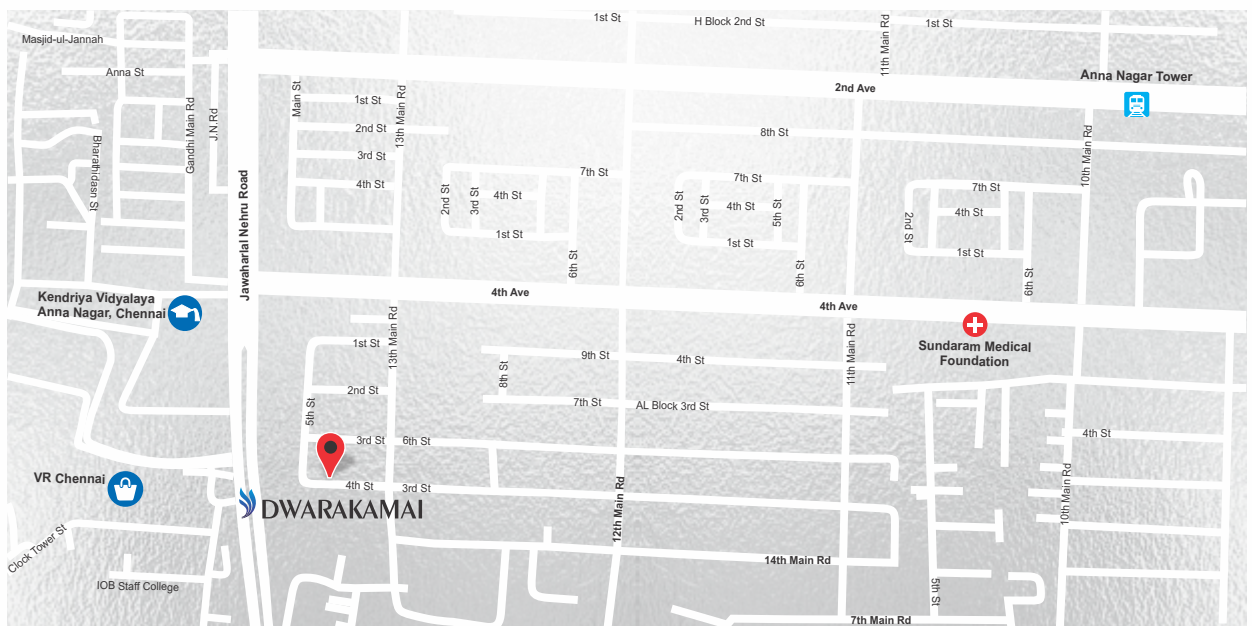 1st St
H Block 2nd St
11th Main Rd
1st St
Masjid-ul-Jannah
Anna St
Anna Nagar Tower
2nd Ave
Main St
1st St
13th Main Rd
Gandhi Main Rd
J.N.Rd
2nd St
8th St
Bharathidasn St
3rd St
10th Main Rd
4th St
7th St
7th St
7th St
2nd St
3rd St
4th St
2nd St
3rd St
4th St
5th St
2nd St
4th St
1st St
1st St
1st St
Jawaharlal Nehru Road
6th St
6th St
6th St
4th Ave
4th Ave
Kendriya Vidyalaya
Anna Nagar, Chennai
13th Main Rd
11th Main Rd
Sundaram Medical
Foundation
1st St
9th St
4th St
8th St
2nd St
7th St
AL Block 3rd St
5th St
3rd St
6th St
4th St
VR Chennai
4th St
3rd St
10th Main Rd
DWARAKAMAI
12th Main Rd
Clock Tower St
14th Main Rd
IOB Staff College
5th St
7th Main Rd